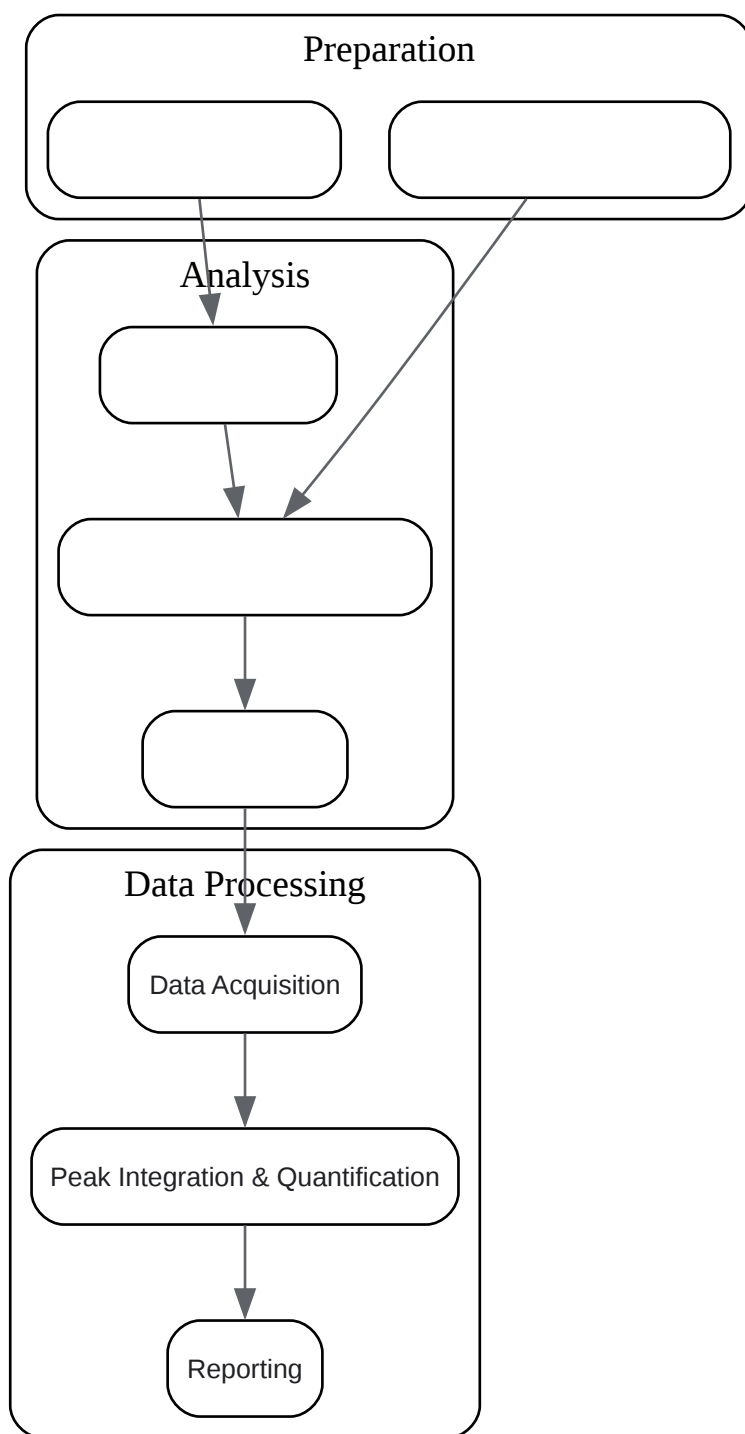 Preparation
Analysis
Data Processing
Data Acquisition
Peak Integration & Quantification
Reporting